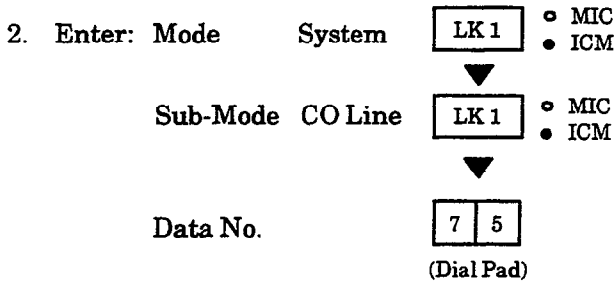 2. Enter: Mode System LK 1 MIC
ICM
Sub-Mode CO Line LK 1 MIC
ICM
Data No. 7 5
(Dial Pad)